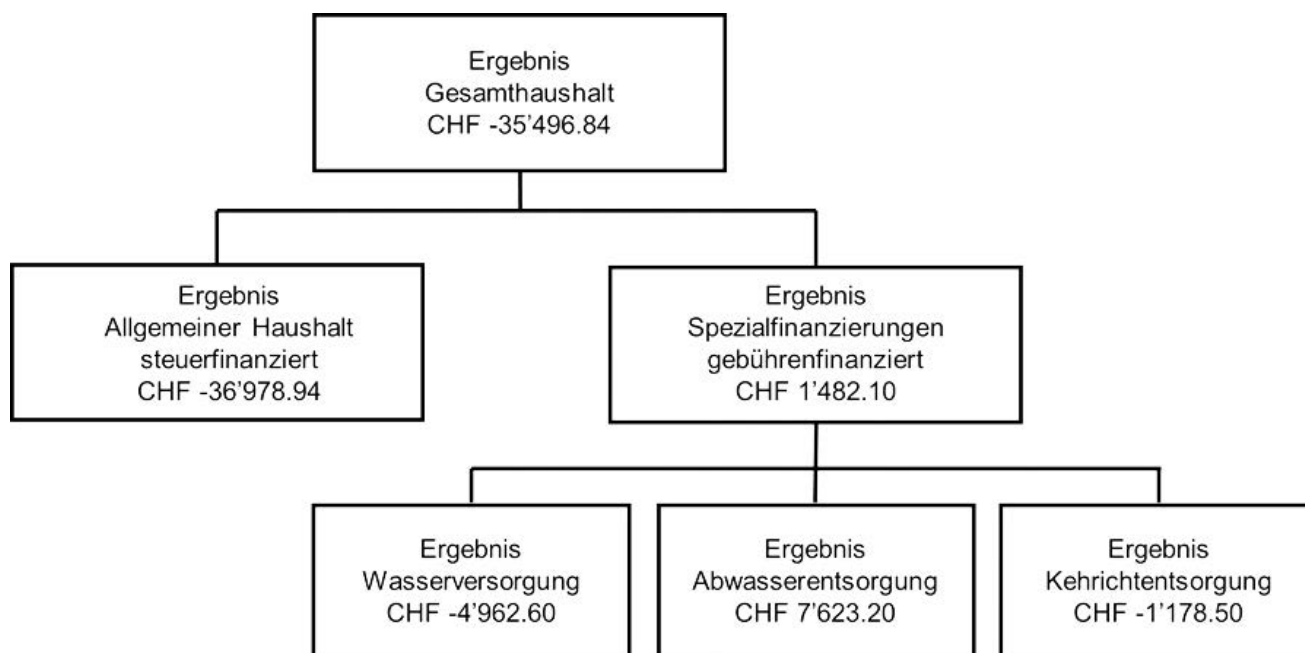 Ergebnis
Gesamthaushalt
CHF -35'496.84
Ergebnis
Allgemeiner Haushalt
steuerfinanziert
CHF -36'978.94
Ergebnis
Spezialfinanzierungen
gebührenfinanziert
CHF 1'482.10
Ergebnis
Wasserversorgung
CHF -4'962.60
Ergebnis
Abwasserentsorgung
CHF 7'623.20
Ergebnis
Kehrichtentsorgung
CHF -1'178.50